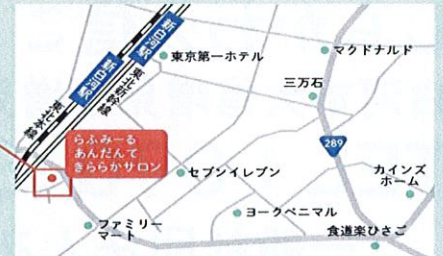 新白河駅
新白河駅
東京第一ホテル
マクドナルド
東北新幹線
東北本線
三万石
289
らふみーる
あんだんて
きららかサロン
セブンイレブン
カインズ
ホーム
ヨークベニマル
ファミリー
マート
食道楽ひさご